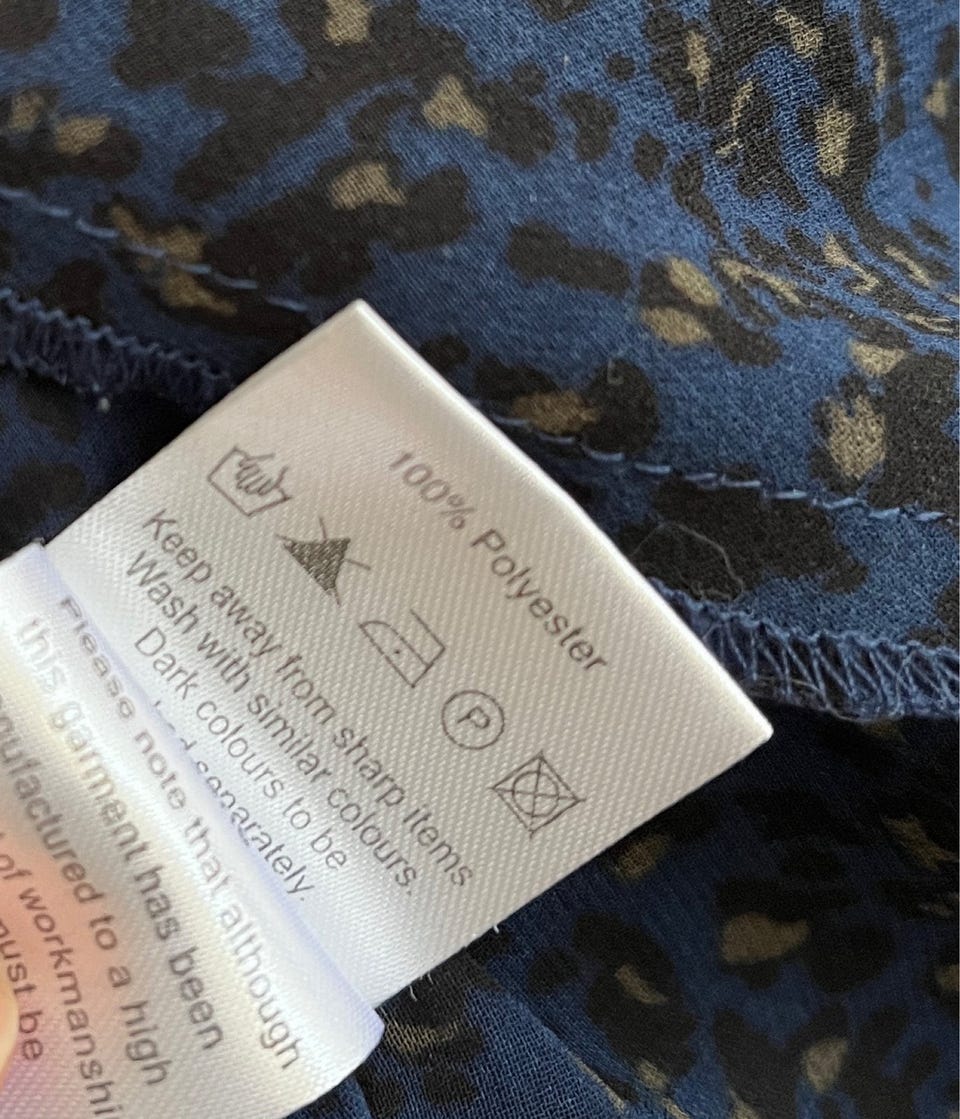 100% Polyester
P
Keep away from sharp items
Wash with similar colours.
Dark colours to be
separately.
Please note that although
this garment has been
manufactured to a high
of workmanshi
must be